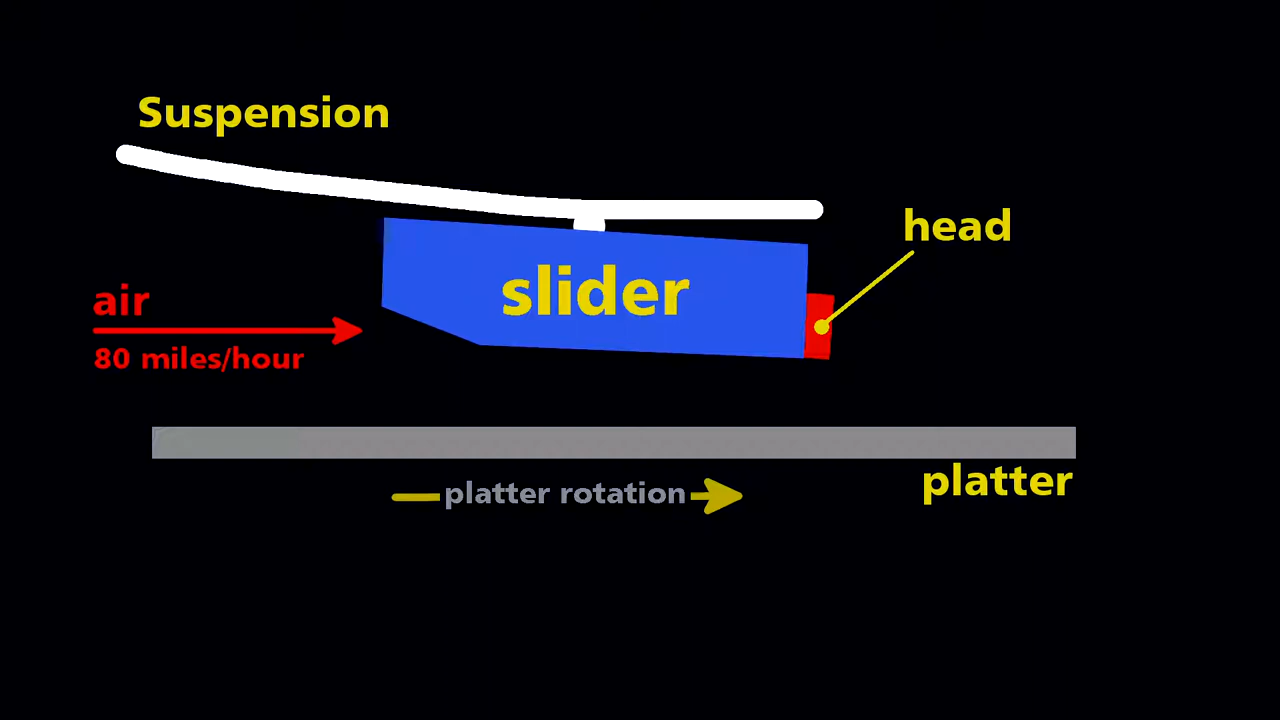 Suspension
head
slider
air
80 miles/hour
platter
platter rotation